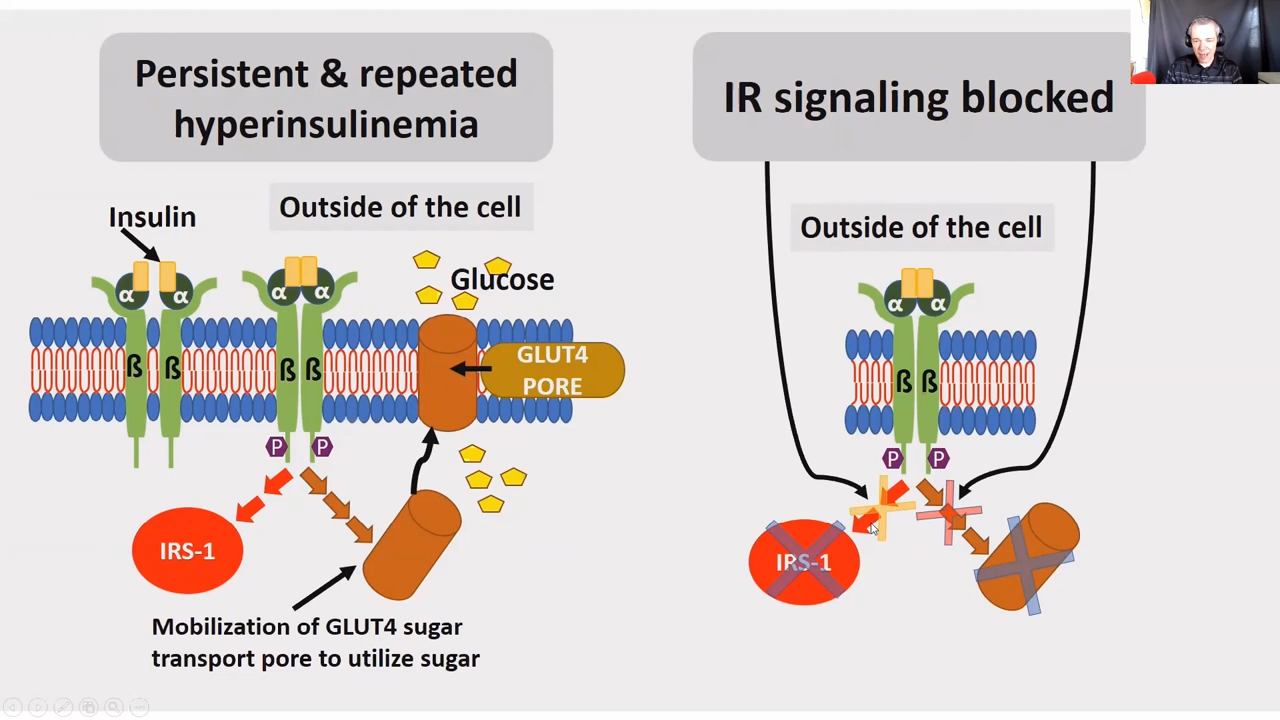 Persistent & repeated
hyperinsulinemia
Insulin
Outside of the cell
Glucose
α
α
α
α
ß
ß
ß
ß
GLUT4
PORE
P
P
IRS-1
Mobilization of GLUT4 sugar
transport pore to utilize sugar
IR signaling blocked
Outside of the cell
α
α
ß
ß
P
P
IRS-1